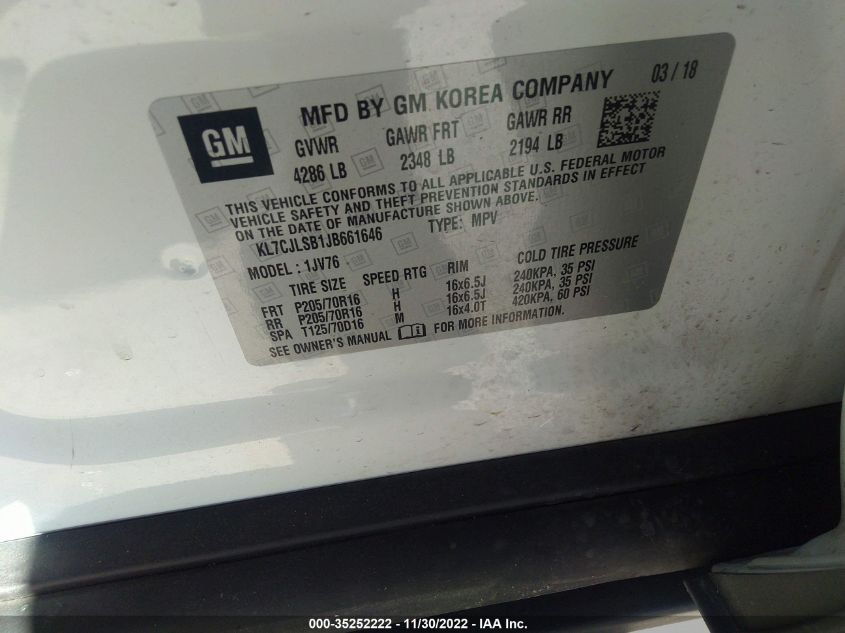 GM
MFD BY GM KOREA COMPANY 03 / 18
GVWR GAWR FRT GAWR RR
4286 LB 2348 LB 2194 LB
THIS VEHICLE CONFORMS TO ALL APPLICABLE U.S. FEDERAL MOTOR
VEHICLE SAFETY AND THEFT PREVENTION STANDARDS IN EFFECT
ON THE DATE OF MANUFACTURE SHOWN ABOVE.
KL7CJLSB1JB661646 TYPE: MPV
MODEL : 1JV76
TIRE SIZE SPEED RTG RIM COLD TIRE PRESSURE
FRT P205/70R16 H 16x6.5J 240KPA, 35 PSI
RR P205/70R16 H 16x6.5J 240KPA, 35 PSI
SPA T125/70D16 M 16x4.0T 420KPA, 60 PSI
SEE OWNER'S MANUAL FOR MORE INFORMATION.
000-35252222 - 11/30/2022 - IAA Inc.